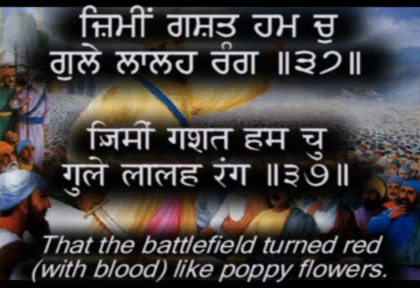 ਜ਼ਿਮੀਂ ਗਸ਼ਤ ਹਮ ਚੁ
ਗੁਲੇ ਲਾਲਹ ਰੰਗ ॥੩੭॥
ज़िमीं गशत हम चु
गुले लालह रंग ॥३७॥
That the battlefield turned red
(with blood) like poppy flowers.